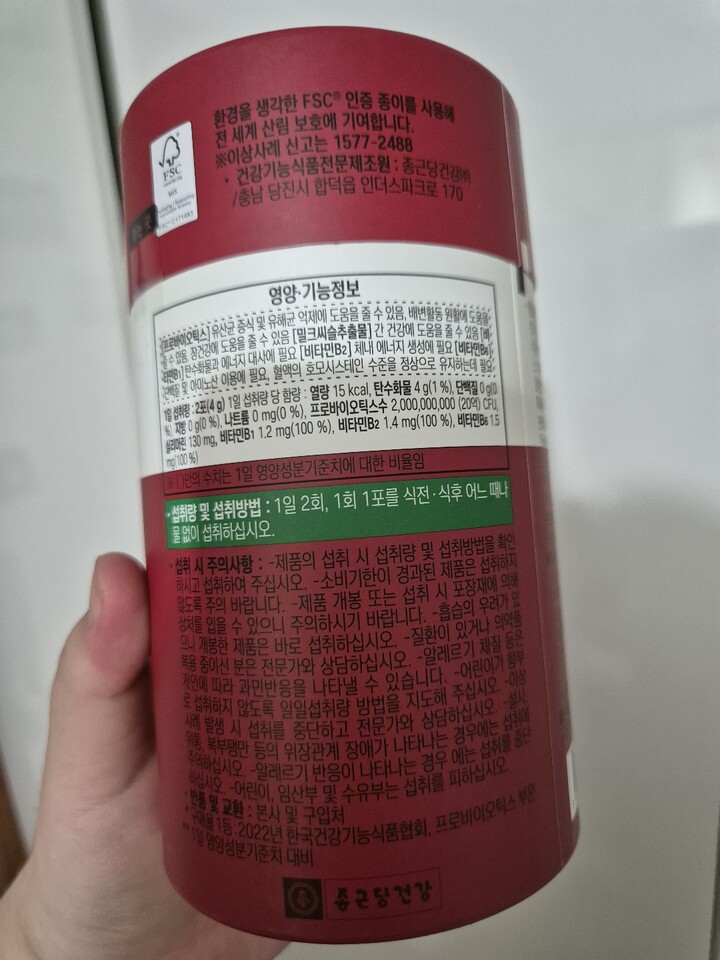 환경을 생각한 FSC® 인증 종이를 사용해
전 세계 산림 보호에 기여합니다.
※이상사례 신고는 1577-2488
· 건강기능식품전문제조원 : 종근당건강㈜
/충남 당진시 합덕읍 인더스파크로 170
FSC
MIX
영양·기능정보
[프로바이오틱스] 유산균 증식 및 유해균 억제에 도움을 줄 수 있음, 배변활동 원활에 도움을
줄 수 있음, 장건강에 도움을 줄 수 있음 [밀크씨슬추출물] 간 건강에 도움을 줄 수 있음 [비
타민B₁] 탄수화물과 에너지 대사에 필요 [비타민B₂] 체내 에너지 생성에 필요 [비타민B₆]
단백질 및 아미노산 이용에 필요, 혈액의 호모시스테인 수준을 정상으로 유지하는데 필요
1일 섭취량 : 2포(4 g) 1일 섭취량 당 함량 : 열량 15 kcal, 탄수화물 4 g(1 %), 단백질 0 g(0
%), 지방 0 g(0 %), 나트륨 0 mg(0 %), 프로바이오틱스수 2,000,000,000 (20억) CFU,
실리마린 130 mg, 비타민B₁ 1.2 mg(100 %), 비타민B₂ 1.4 mg(100 %), 비타민B₆ 1.5
mg(100 %)
※ ( )안의 수치는 1일 영양성분기준치에 대한 비율임
· 섭취량 및 섭취방법 : 1일 2회, 1회 1포를 식전·식후 어느 때나
물 없이 섭취하십시오.
· 섭취 시 주의사항 : -제품의 섭취 시 섭취량 및 섭취방법을 확인
하시고 섭취하여 주십시오. -소비기한이 경과된 제품은 섭취하지
않도록 주의 바랍니다. -제품 개봉 또는 섭취 시 포장재에 의해
상처를 입을 수 있으니 주의하시기 바랍니다. -흡습의 우려가 있
으니 개봉한 제품은 바로 섭취하십시오. -질환이 있거나 의약품
복용 중이신 분은 전문가와 상담하십시오. -알레르기 체질 등은
개인에 따라 과민반응을 나타낼 수 있습니다. -어린이가 함부
로 섭취하지 않도록 일일섭취량 방법을 지도해 주십시오. -이상
사례 발생 시 섭취를 중단하고 전문가와 상담하십시오. -설사,
위통, 복부팽만 등의 위장관계 장애가 나타나는 경우에는 섭취에
주의하십시오. -알레르기 반응이 나타나는 경우 에는 섭취를 중단
하십시오. -어린이, 임산부 및 수유부는 섭취를 피하십시오.
· 반품 및 교환 : 본사 및 구입처
* 구매율 1등 : 2022년 한국건강기능식품협회, 프로바이오틱스 부문
** 1일 영양성분기준치 대비
종근당건강